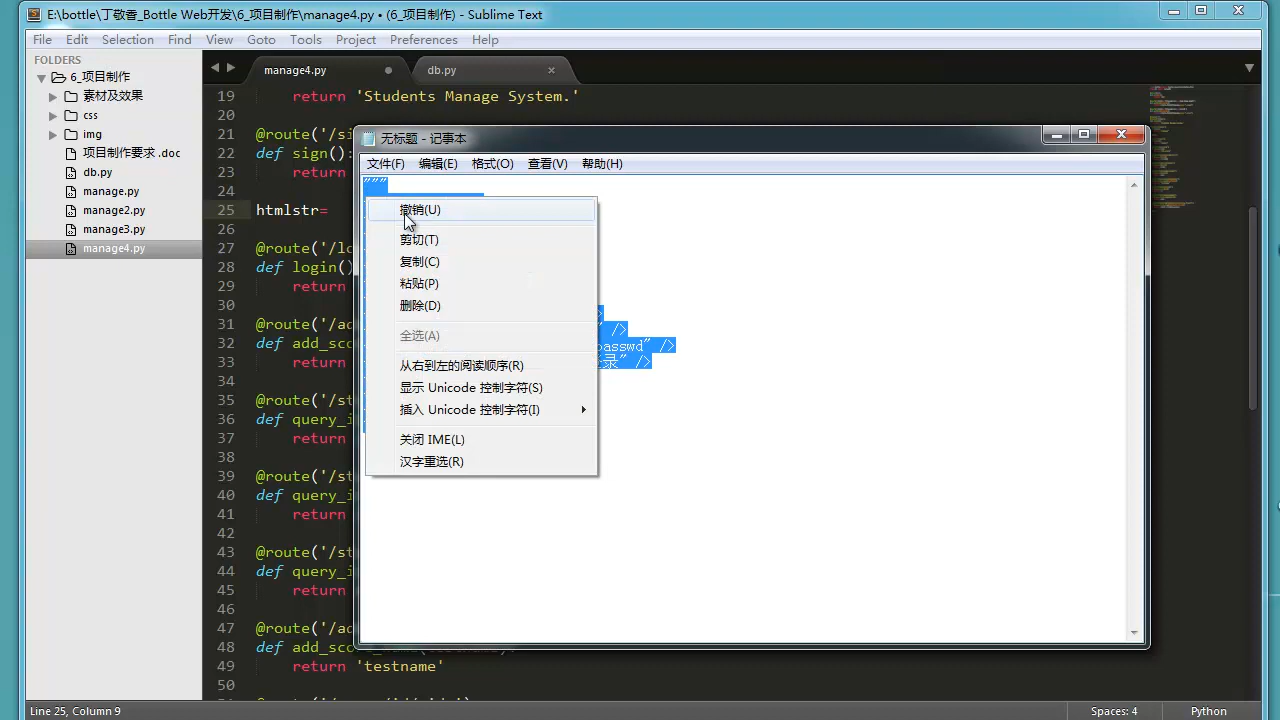 E:\bottle\丁敬香_Bottle Web开发\6_项目制作\manage4.py • (6_项目制作) - Sublime Text
File Edit Selection Find View Goto Tools Project Preferences Help
FOLDERS
6_项目制作
素材及效果
css
img
项目制作要求.doc
db.py
manage.py
manage2.py
manage3.py
manage4.py
manage4.py
db.py
19 return 'Students Manage System.'
20
21 @route('/si
22 def sign():
23 return
24
25 htmlstr=
26
27 @route('/lo
28 def login()
29 return
30
31 @route('/ad
32 def add_sco
33 return
34
35 @route('/st
36 def query_i
37 return
38
39 @route('/st
40 def query_i
41 return
42
43 @route('/st
44 def query_i
45 return
46
47 @route('/ad
48 def add_sco
49 return 'testname'
50
无标题 - 记事
文件(F) 编辑( 格式(O) 查看(V) 帮助(H)
"""
撤销(U)
剪切(T)
复制(C)
粘贴(P)
删除(D)
全选(A)
从右到左的阅读顺序(R)
显示 Unicode 控制字符(S)
插入 Unicode 控制字符(I)
关闭 IME(L)
汉字重选(R)
>
" />
passwd" />
录" />
Line 25, Column 9
Spaces: 4
Python